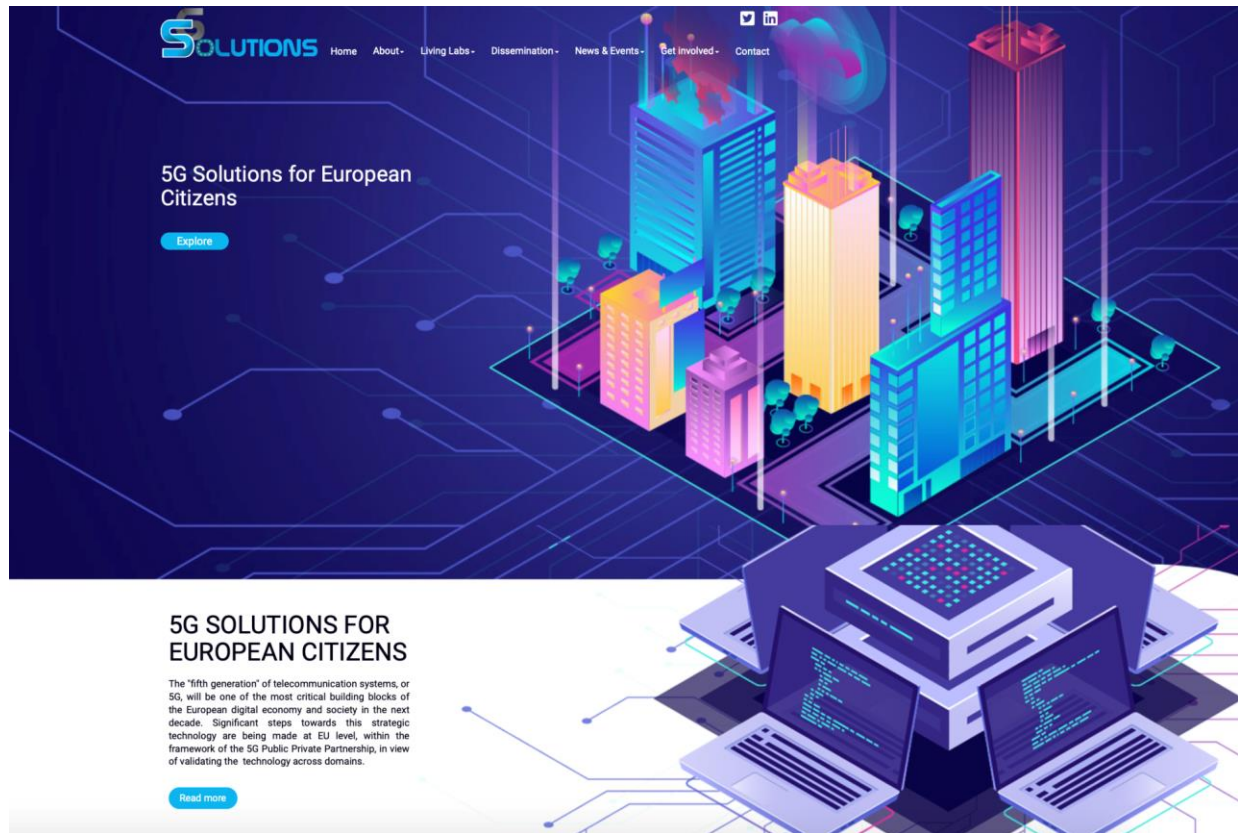 5G SOLUTIONS
Home About Living Labs Dissemination News & Events Get involved Contact
5G Solutions for European
Citizens
Explore
5G SOLUTIONS FOR
EUROPEAN CITIZENS
The "fifth generation" of telecommunication systems, or
5G, will be one of the most critical building blocks of
the European digital economy and society in the next
decade. Significant steps towards this strategic
technology are being made at EU level, within the
framework of the 5G Public Private Partnership, in view
of validating the technology across domains.
Read more